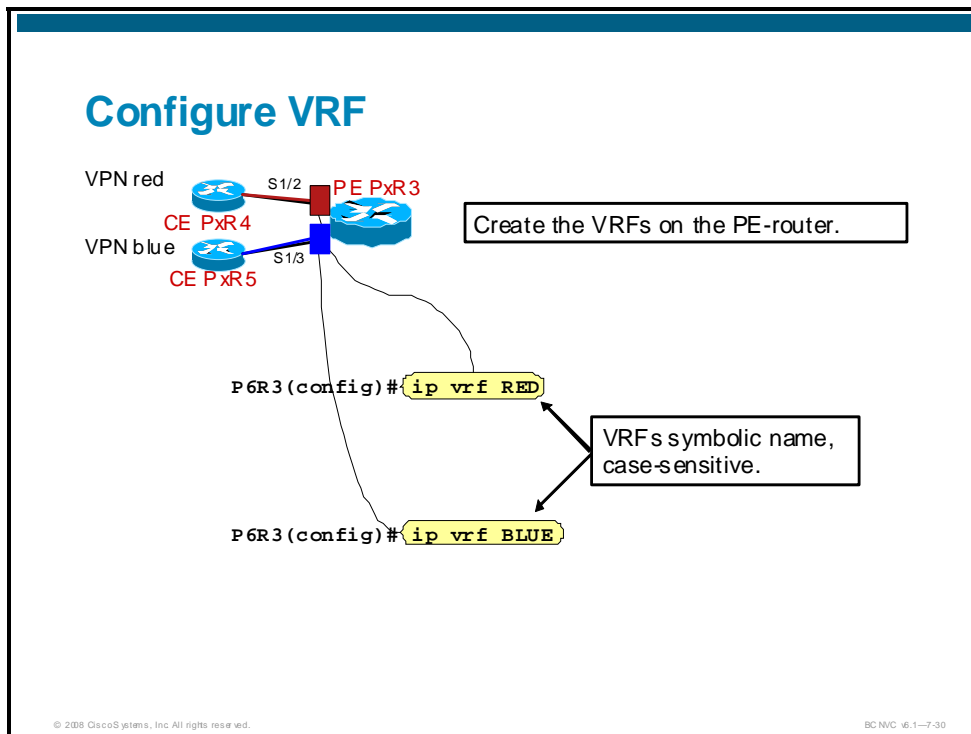 Configure VRF
VPN red
S1/2
PE PxR3
CE PxR4
Create the VRFs on the PE-router.
VPN blue
S1/3
CE PxR5
P6R3(config)# ip vrf RED
VRFs symbolic name,
case-sensitive.
P6R3(config)# ip vrf BLUE
© 2008 Cisco Systems, Inc. All rights reserved.
BCNVC v6.1—7-30